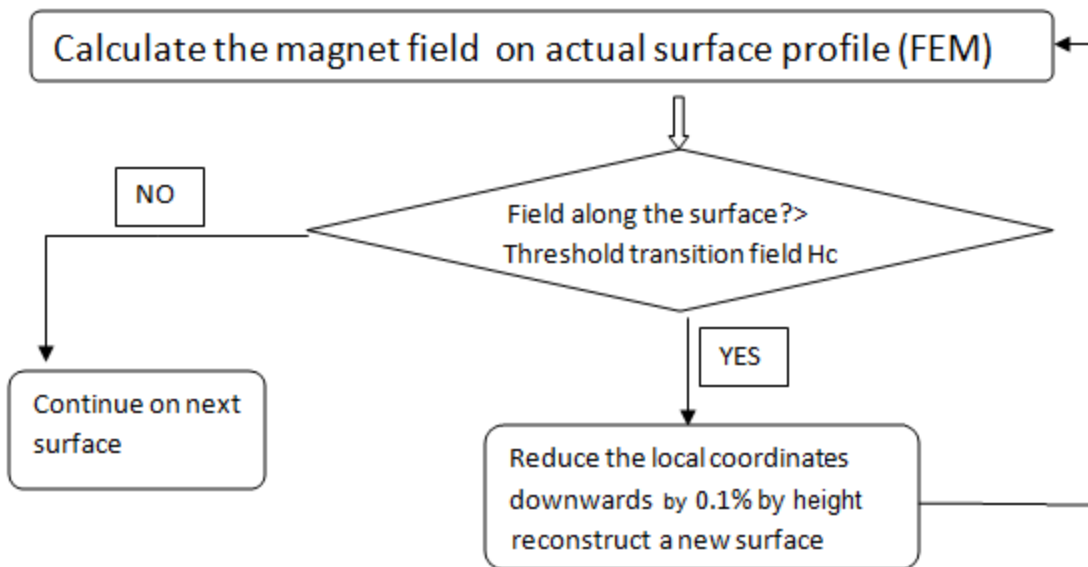 Calculate the magnet field on actual surface profile (FEM)
NO
Field along the surface?>
Threshold transition field Hc
YES
Continue on next
surface
Reduce the local coordinates
downwards by 0.1% by height
reconstruct a new surface